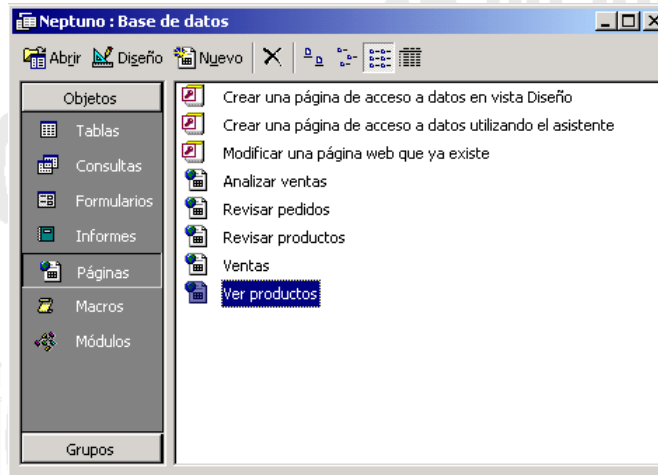 Neptuno : Base de datos
Abrir Diseño Nuevo
Objetos
Tablas
Consultas
Formularios
Informes
Páginas
Macros
Módulos
Grupos
Crear una página de acceso a datos en vista Diseño
Crear una página de acceso a datos utilizando el asistente
Modificar una página web que ya existe
Analizar ventas
Revisar pedidos
Revisar productos
Ventas
Ver productos